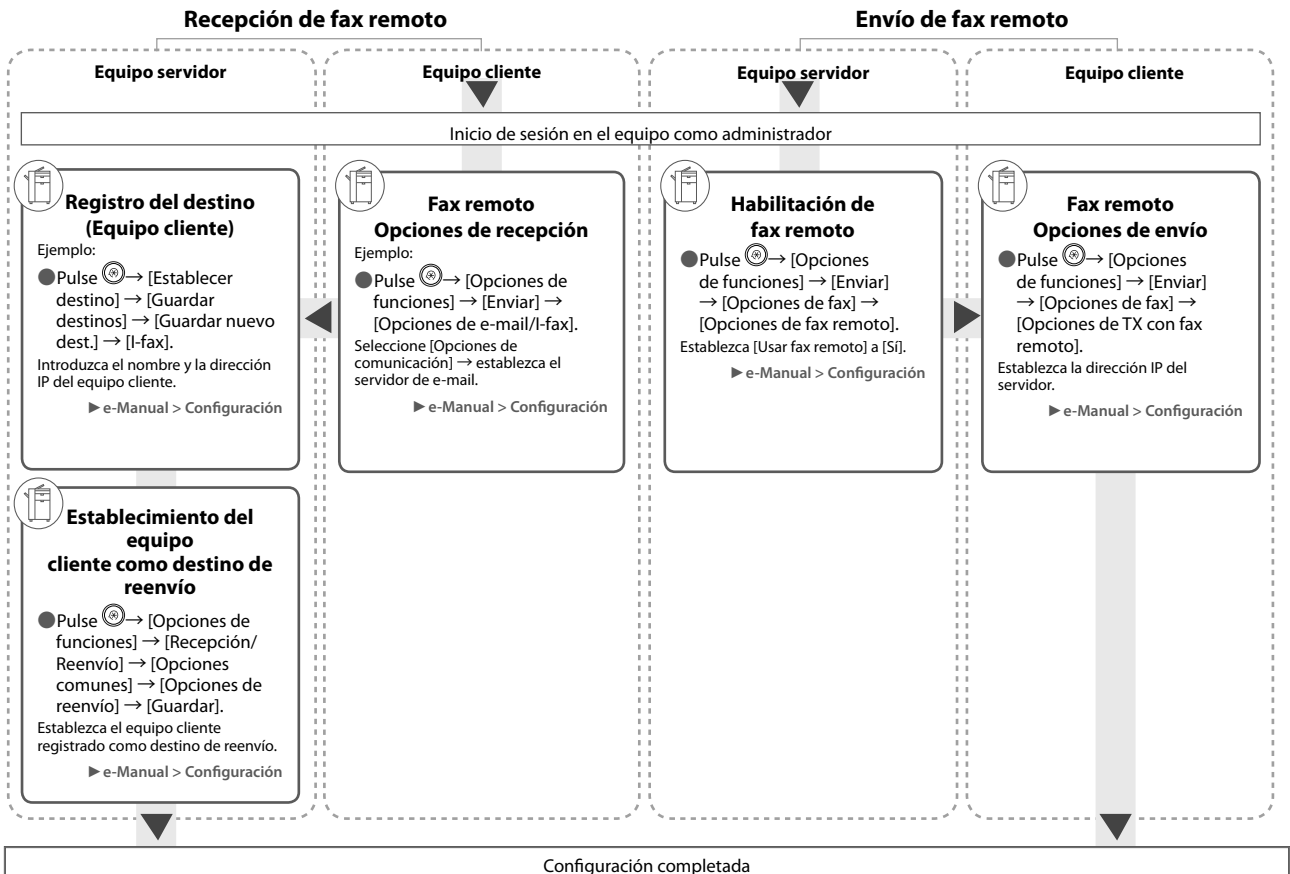 Recepción de fax remoto
Envío de fax remoto
Equipo servidor
Equipo cliente
Equipo servidor
Equipo cliente
Inicio de sesión en el equipo como administrador
Registro del destino
(Equipo cliente)
Ejemplo:
●Pulse → [Establecer
destino] → [Guardar
destinos] → [Guardar nuevo
dest.] → [I-fax].
Introduzca el nombre y la dirección
IP del equipo cliente.
►e-Manual > Configuración
Fax remoto
Opciones de recepción
Ejemplo:
●Pulse → [Opciones de
funciones] → [Enviar] →
[Opciones de e-mail/I-fax].
Seleccione [Opciones de
comunicación] → establezca el
servidor de e-mail.
►e-Manual > Configuración
Habilitación de
fax remoto
●Pulse → [Opciones
de funciones] → [Enviar]
→ [Opciones de fax] →
[Opciones de fax remoto].
Establezca [Usar fax remoto] a [Sí].
►e-Manual > Configuración
Fax remoto
Opciones de envío
●Pulse → [Opciones
de funciones] → [Enviar]
→ [Opciones de fax] →
[Opciones de TX con fax
remoto].
Establezca la dirección IP del
servidor.
►e-Manual > Configuración
Establecimiento del
equipo
cliente como destino de
reenvío
●Pulse → [Opciones de
funciones] → [Recepción/
Reenvío] → [Opciones
comunes] → [Opciones de
reenvío] → [Guardar].
Establezca el equipo cliente
registrado como destino de reenvío.
►e-Manual > Configuración
Configuración completada